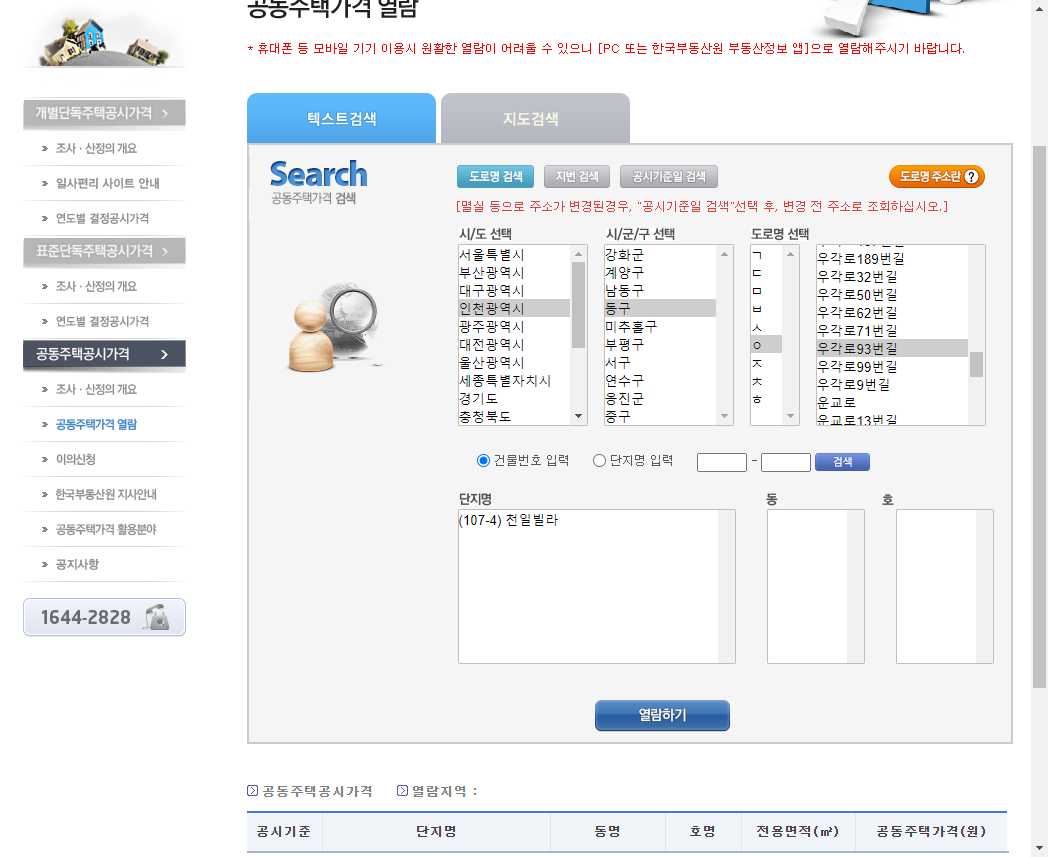 공동주택가격 열람
* 휴대폰 등 모바일 기기 이용시 원활한 열람이 어려울 수 있으니 [PC 또는 한국부동산원 부동산정보 앱]으로 열람해주시기 바랍니다.
개별단독주택공시가격
조사·산정의 개요
일사편리 사이트 안내
연도별 결정공시가격
표준단독주택공시가격
조사·산정의 개요
연도별 결정공시가격
공동주택공시가격
조사·산정의 개요
공동주택가격 열람
이의신청
한국부동산원 지사안내
공동주택가격 활용분야
공지사항
1644-2828
텍스트검색
지도검색
Search
공동주택가격 검색
도로명 검색
지번 검색
공시기준일 검색
도로명 주소란 ?
[멸실 등으로 주소가 변경된경우, "공시기준일 검색"선택 후, 변경 전 주소로 조회하십시오.]
시/도 선택
서울특별시
부산광역시
대구광역시
인천광역시
광주광역시
대전광역시
울산광역시
세종특별자치시
경기도
충청북도
시/군/구 선택
강화군
계양구
남동구
동구
미추홀구
부평구
서구
연수구
옹진군
중구
도로명 선택
ㄱ
ㄷ
ㅁ
ㅂ
ㅅ
ㅇ
ㅈ
ㅊ
ㅎ
우각로189번길
우각로32번길
우각로50번길
우각로62번길
우각로71번길
우각로93번길
우각로99번길
우각로9번길
운교로
운교로13번길
건물번호 입력
단지명 입력
-
검색
단지명
동
호
(107-4) 천일빌라
열람하기
공동주택공시가격
열람지역 :
공시기준
단지명
동명
호명
전용면적(㎡)
공동주택가격(원)